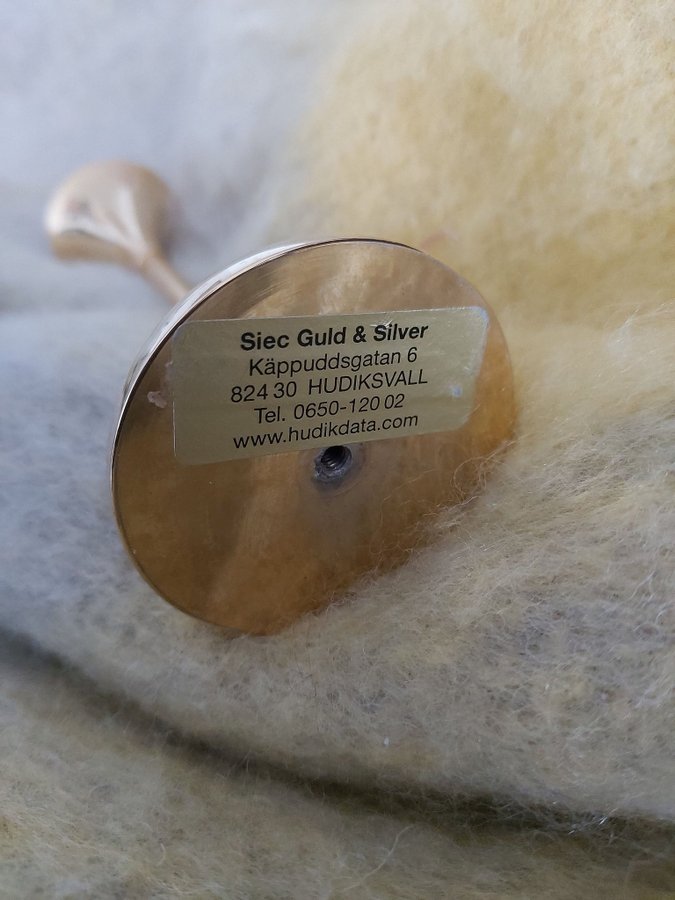 Siec Guld & Silver
Käppuddsgatan 6
824 30 HUDIKSVALL
Tel. 0650-120 02
www.hudikdata.com